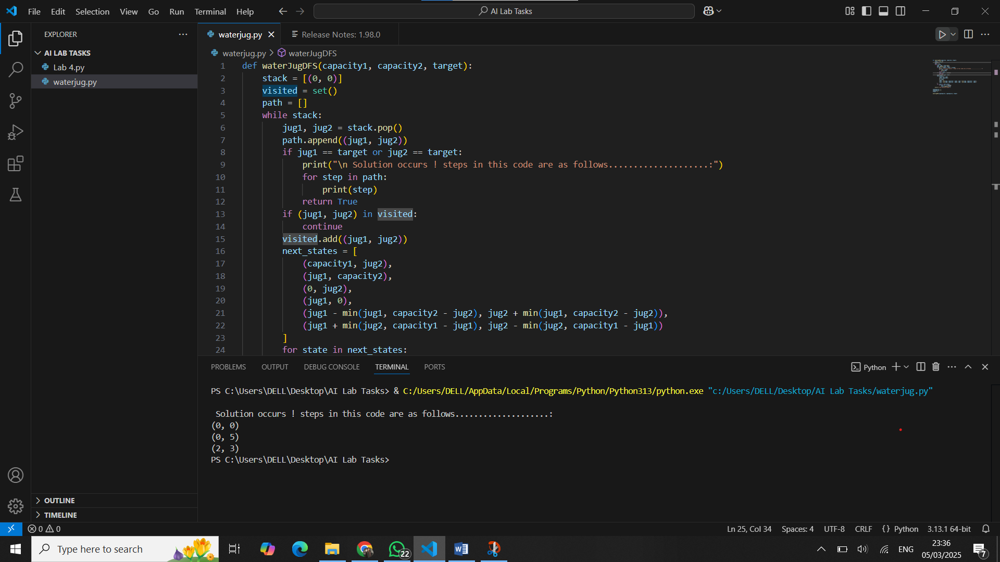 File Edit Selection View Go Run Terminal Help
AI Lab Tasks
EXPLORER
AI LAB TASKS
Lab 4.py
waterjug.py
OUTLINE
TIMELINE
waterjug.py
Release Notes: 1.98.0
waterjug.py > waterJugDFS
1 def waterJugDFS(capacity1, capacity2, target):
2 stack = [(0, 0)]
3 visited = set()
4 path = []
5 while stack:
6 jug1, jug2 = stack.pop()
7 path.append((jug1, jug2))
8 if jug1 == target or jug2 == target:
9 print("\n Solution occurs ! steps in this code are as follows....................:")
10 for step in path:
11 print(step)
12 return True
13 if (jug1, jug2) in visited:
14 continue
15 visited.add((jug1, jug2))
16 next_states = [
17 (capacity1, jug2),
18 (jug1, capacity2),
19 (0, jug2),
20 (jug1, 0),
21 (jug1 - min(jug1, capacity2 - jug2), jug2 + min(jug1, capacity2 - jug2)),
22 (jug1 + min(jug2, capacity1 - jug1), jug2 - min(jug2, capacity1 - jug1))
23 ]
24 for state in next_states:
PROBLEMS OUTPUT DEBUG CONSOLE TERMINAL PORTS
Python
PS C:\Users\DELL\Desktop\AI Lab Tasks> & C:/Users/DELL/AppData/Local/Programs/Python/Python313/python.exe "c:/Users/DELL/Desktop/AI Lab Tasks/waterjug.py"
Solution occurs ! steps in this code are as follows....................:
(0, 0)
(0, 5)
(2, 3)
PS C:\Users\DELL\Desktop\AI Lab Tasks>
0 0
Ln 25, Col 34 Spaces: 4 UTF-8 CRLF {} Python 3.13.1 64-bit
Type here to search
22
ENG
23:36
05/03/2025
7